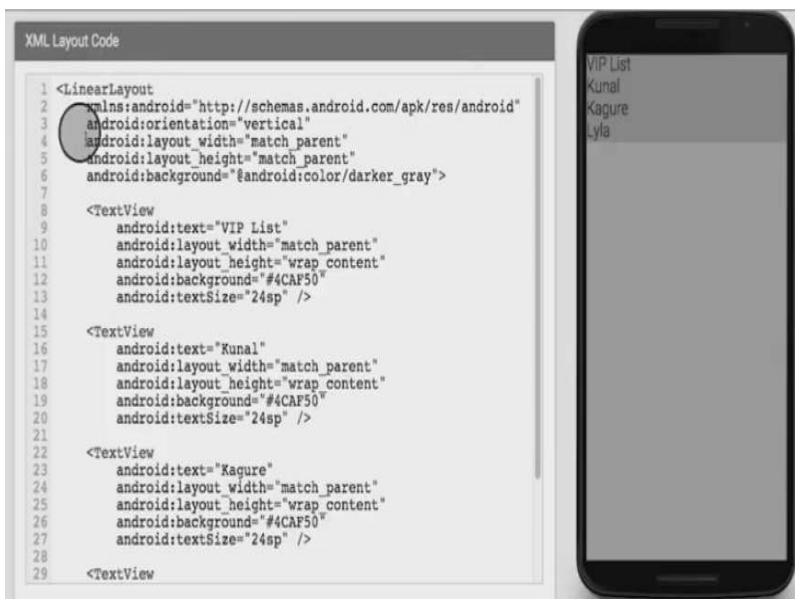 XML Layout Code
1 <LinearLayout
2 xmlns:android="http://schemas.android.com/apk/res/android"
3 android:orientation="vertical"
4 android:layout_width="match_parent"
5 android:layout_height="match_parent"
6 android:background="@android:color/darker_gray">
7
8 <TextView
9 android:text="VIP List"
10 android:layout_width="match_parent"
11 android:layout_height="wrap_content"
12 android:background="#4CAF50"
13 android:textSize="24sp" />
14
15 <TextView
16 android:text="Kunal"
17 android:layout_width="match_parent"
18 android:layout_height="wrap_content"
19 android:background="#4CAF50"
20 android:textSize="24sp" />
21
22 <TextView
23 android:text="Kagure"
24 android:layout_width="match_parent"
25 android:layout_height="wrap_content"
26 android:background="#4CAF50"
27 android:textSize="24sp" />
28
29 <TextView
VIP List
Kunal
Kagure
Lyla